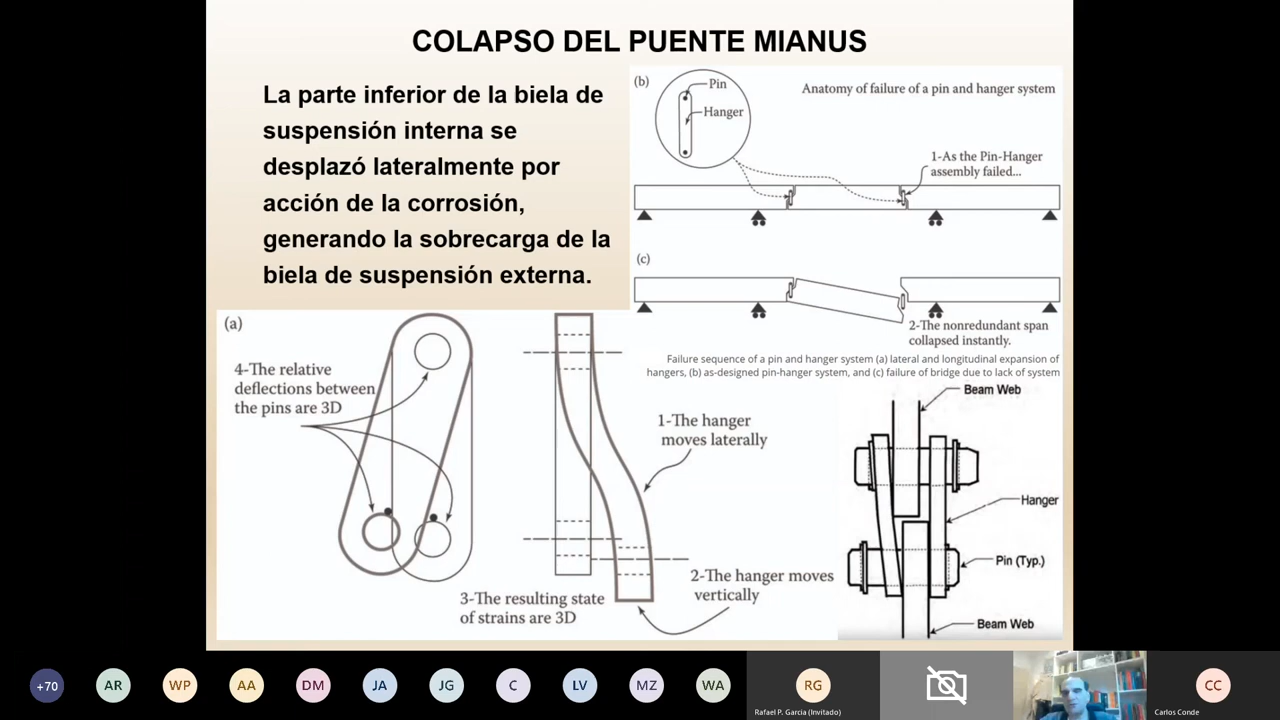 COLAPSO DEL PUENTE MIANUS
La parte inferior de la biela de
suspensión interna se
desplazó lateralmente por
acción de la corrosión,
generando la sobrecarga de la
biela de suspensión externa.
(b)
Pin
Hanger
Anatomy of failure of a pin and hanger system
1-As the Pin-Hanger
assembly failed...
(c)
2-The nonredundant span
collapsed instantly.
Failure sequence of a pin and hanger system (a) lateral and longitudinal expansion of
hangers, (b) as-designed pin-hanger system, and (c) failure of bridge due to lack of system
(a)
4-The relative
deflections between
the pins are 3D
1-The hanger
moves laterally
2-The hanger moves
vertically
3-The resulting state
of strains are 3D
Beam Web
Hanger
Pin (Typ.)
Beam Web
+70
AR
WP
AA
DM
JA
JG
C
LV
MZ
WA
RG
Rafael P. Garcia (Invitado)
CC
Carlos Conde